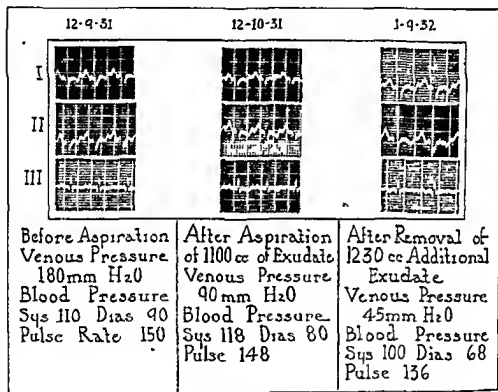 12-9-31 12-10-31 1-9-32
I
II
III
Before Aspiration
Venous Pressure
180mm H20
Blood Pressure
Sys 110 Dias 90
Pulse Rate 150
After Aspiration
of 1100 cc of Exudate
Venous Pressure
90 mm H20
Blood Pressure
Sys 118 Dias 80
Pulse 148
After Removal of
1230 cc Additional
Exudate
Venous Pressure
45mm H20
Blood Pressure
Sys 100 Dias 68
Pulse 136